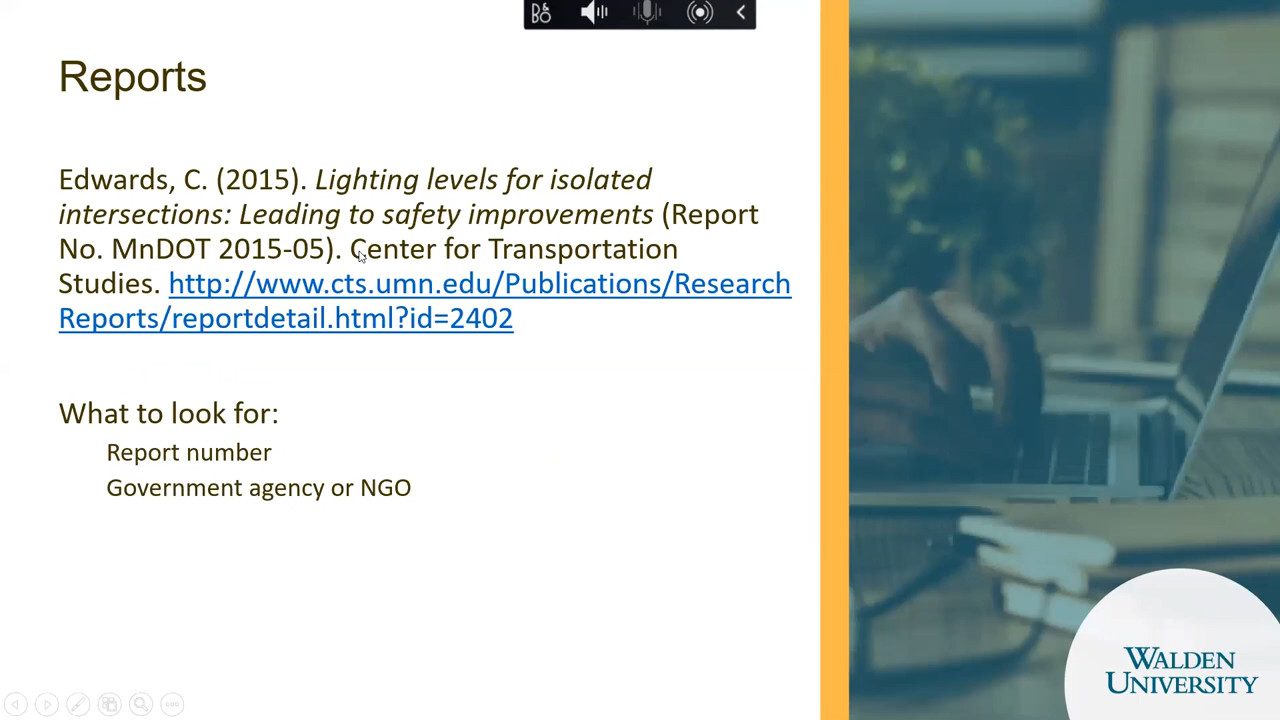 Reports
Edwards, C. (2015). Lighting levels for isolated
intersections: Leading to safety improvements (Report
No. MnDOT 2015-05). Center for Transportation
Studies. http://www.cts.umn.edu/Publications/Research
Reports/reportdetail.html?id=2402
What to look for:
Report number
Government agency or NGO
WALDEN
UNIVERSITY